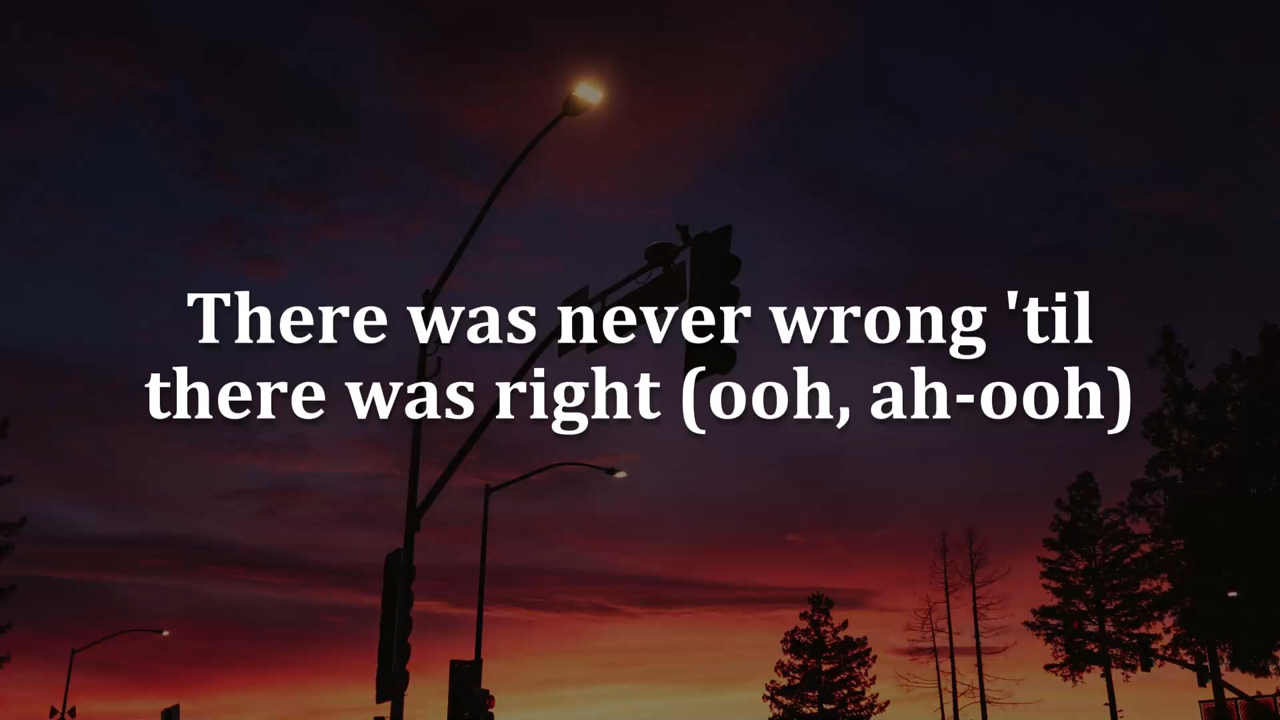 There was never wrong 'til
there was right (ooh, ah-ooh)